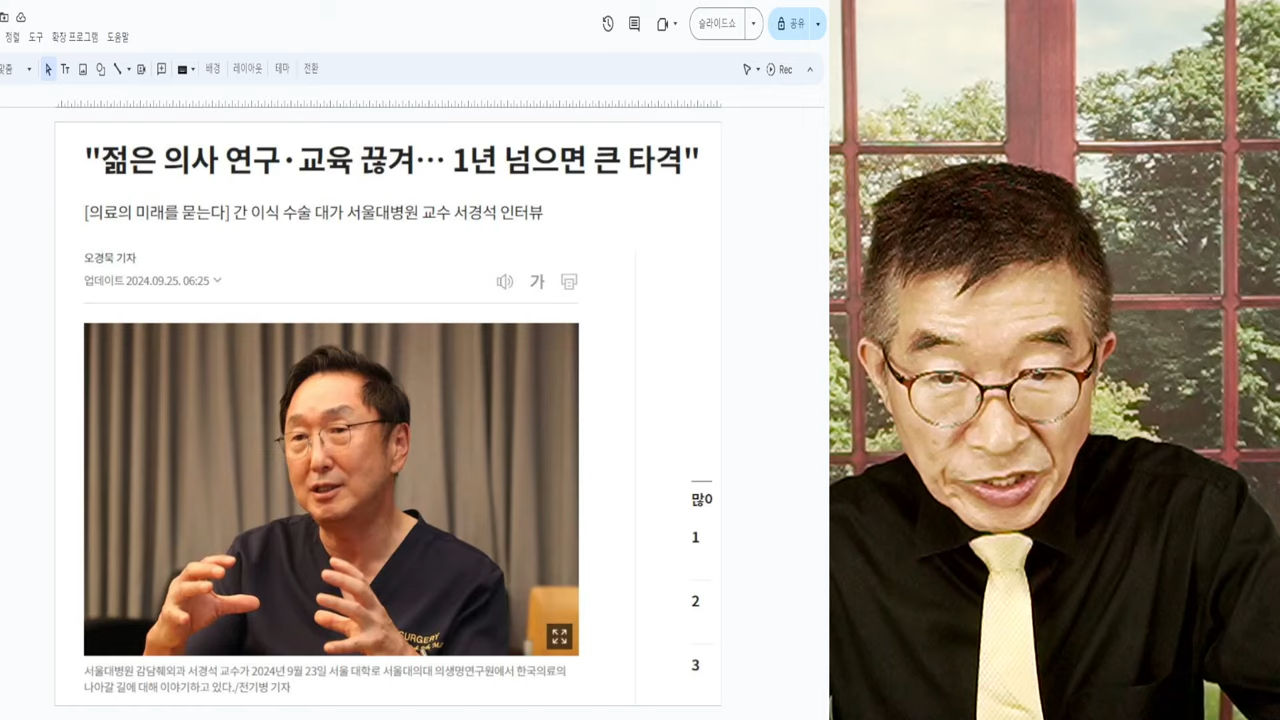 정렬 도구 확장 프로그램 도움말
슬라이드쇼
공유
맞춤
Tт
배경 레이아웃 테마 전환
Rec
"젊은 의사 연구·교육 끊겨… 1년 넘으면 큰 타격"
[의료의 미래를 묻는다] 간 이식 수술 대가 서울대병원 교수 서경석 인터뷰
오경묵 기자
업데이트 2024.09.25. 06:25
가
많이
1
2
3
SURGERY
서울대병원 간담췌외과 서경석 교수가 2024년 9월 23일 서울 대학로 서울대의대 의생명연구원에서 한국의료의
나아갈 길에 대해 이야기하고 있다./전기병 기자